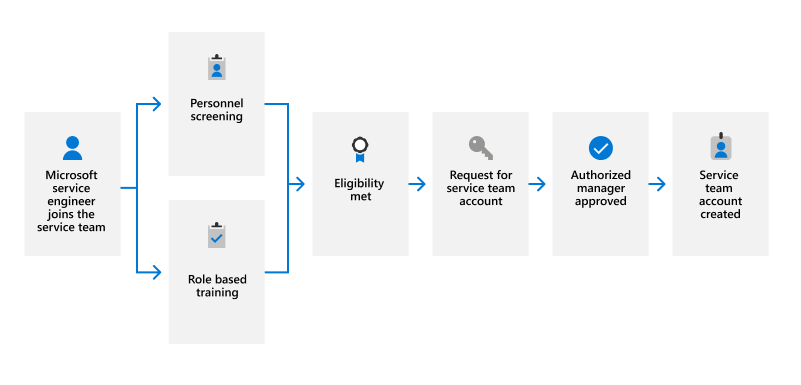 Microsoft
service
engineer
joins the
service team
Personnel
screening
Role based
training
Eligibility
met
Request for
service team
account
Authorized
manager
approved
Service
team
account
created